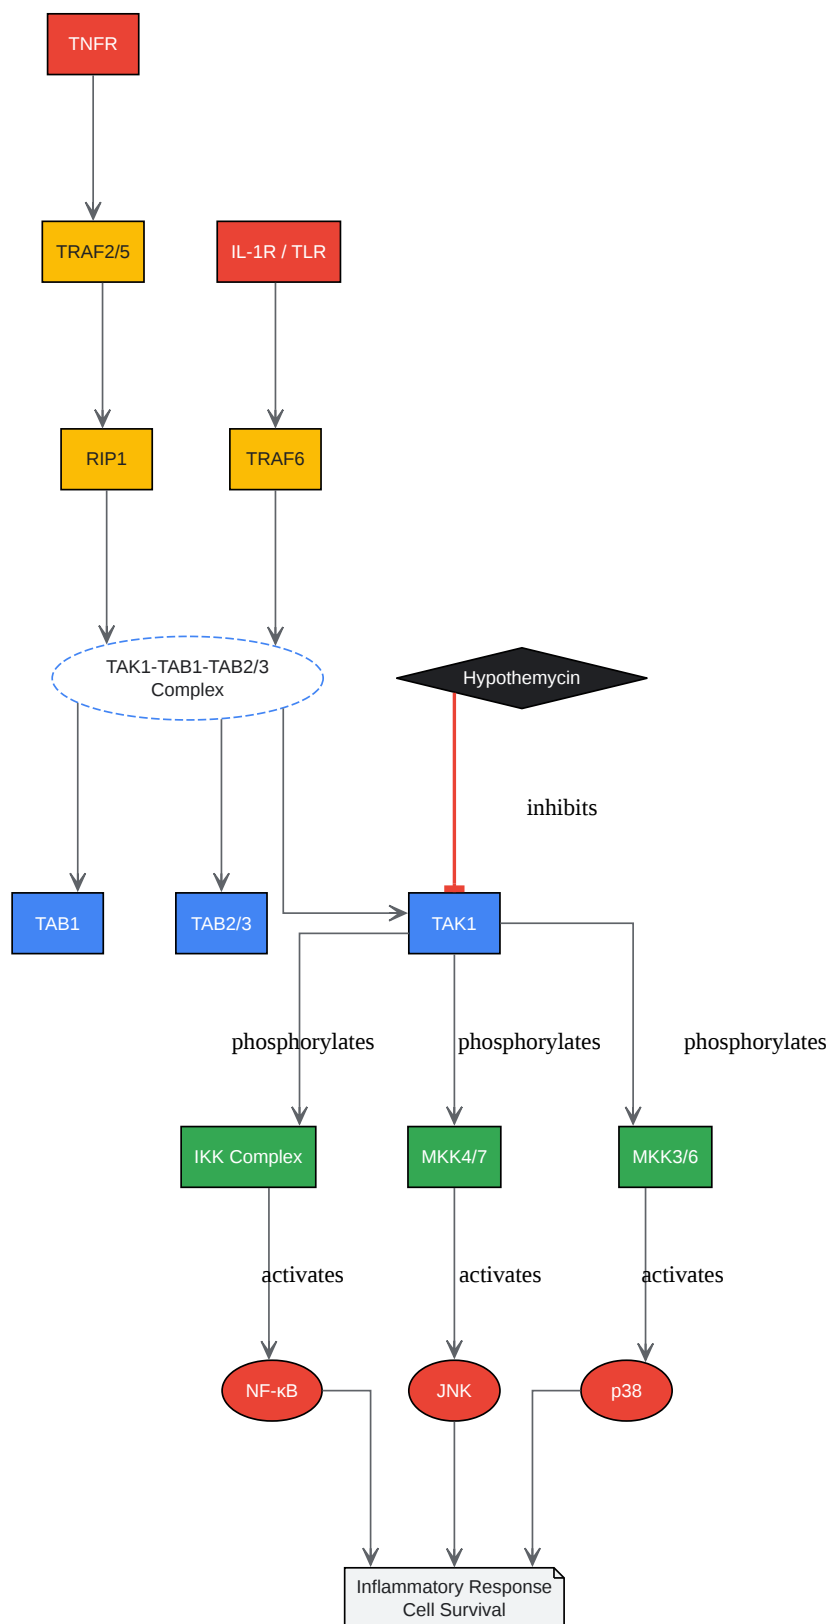 TNFR
TRAF2/5
IL-1R / TLR
RIP1
TRAF6
TAK1-TAB1-TAB2/3
Complex
Hypothemycin
inhibits
TAB1
TAB2/3
TAK1
phosphorylates
phosphorylates
phosphorylates
IKK Complex
MKK4/7
MKK3/6
activates
activates
activates
NF-κB
JNK
p38
Inflammatory Response
Cell Survival